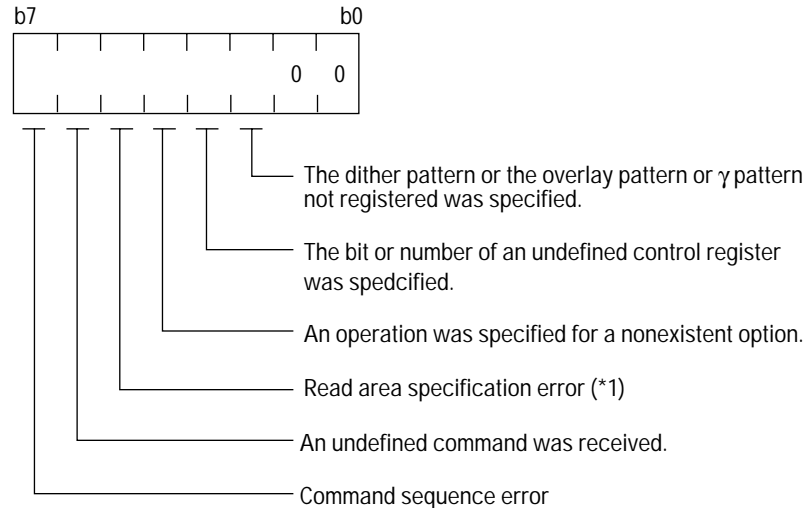 b7 b0
0 0
The dither pattern or the overlay pattern or γ pattern
not registered was specified.
The bit or number of an undefined control register
was spedcified.
An operation was specified for a nonexistent option.
Read area specification error (*1)
An undefined command was received.
Command sequence error